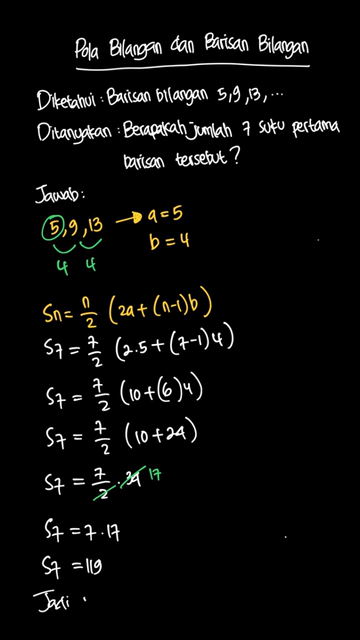 Pola Bilangan dan Barisan Bilangan
Diketahui : Barisan bilangan 5, 9, 13, ...
Ditanyakan : Berapakah jumlah 7 suku pertama
barisan tersebut ?
Jawab :
5, 9, 13 → a = 5
4 4 b = 4
Sn = n/2 (2a + (n-1) b)
S7 = 7/2 (2.5 + (7-1) 4)
S7 = 7/2 (10 + (6) 4)
S7 = 7/2 (10 + 24)
S7 = 7/2 . 34 17
S7 = 7 . 17
S7 = 119
Jadi ,